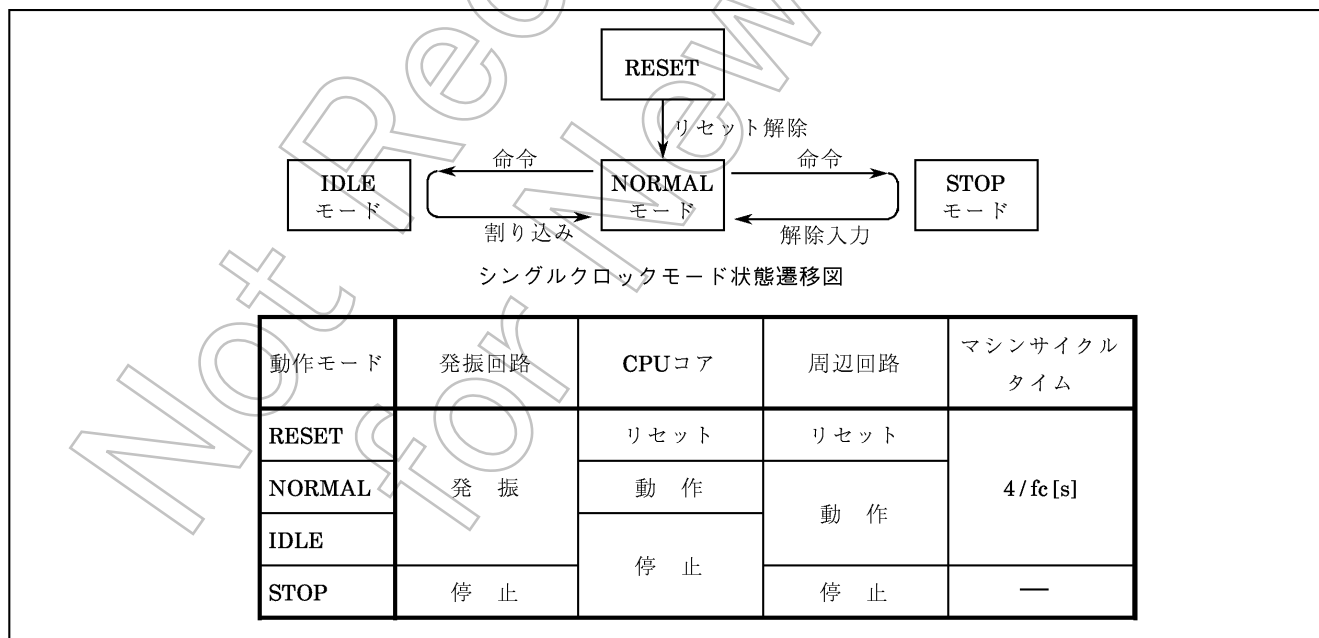 RESET
リセット解除
命令
命令
IDLE
モード
NORMAL
モード
STOP
モード
割り込み
解除入力
シングルクロックモード状態遷移図
動作モード 発振回路 CPUコア 周辺回路 マシンサイクル
タイム
RESET 発 振 リセット リセット 4/fc[s]
NORMAL 動 作 動 作
IDLE 停 止
STOP 停 止 停 止 —
Not Rec
for New